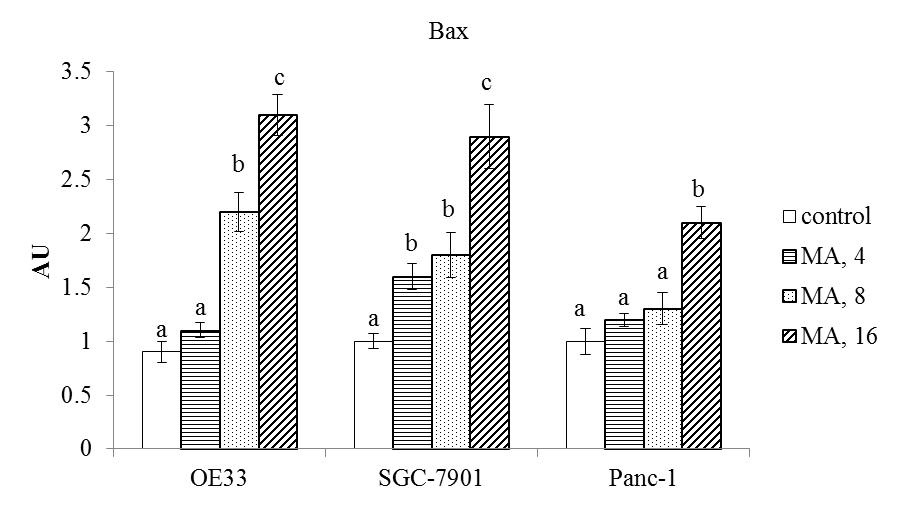 Bax
AU
3.5
3
2.5
2
1.5
1
0.5
0
a a b c
a b b c
a a a b
OE33 SGC-7901 Panc-1
control
MA, 4
MA, 8
MA, 16